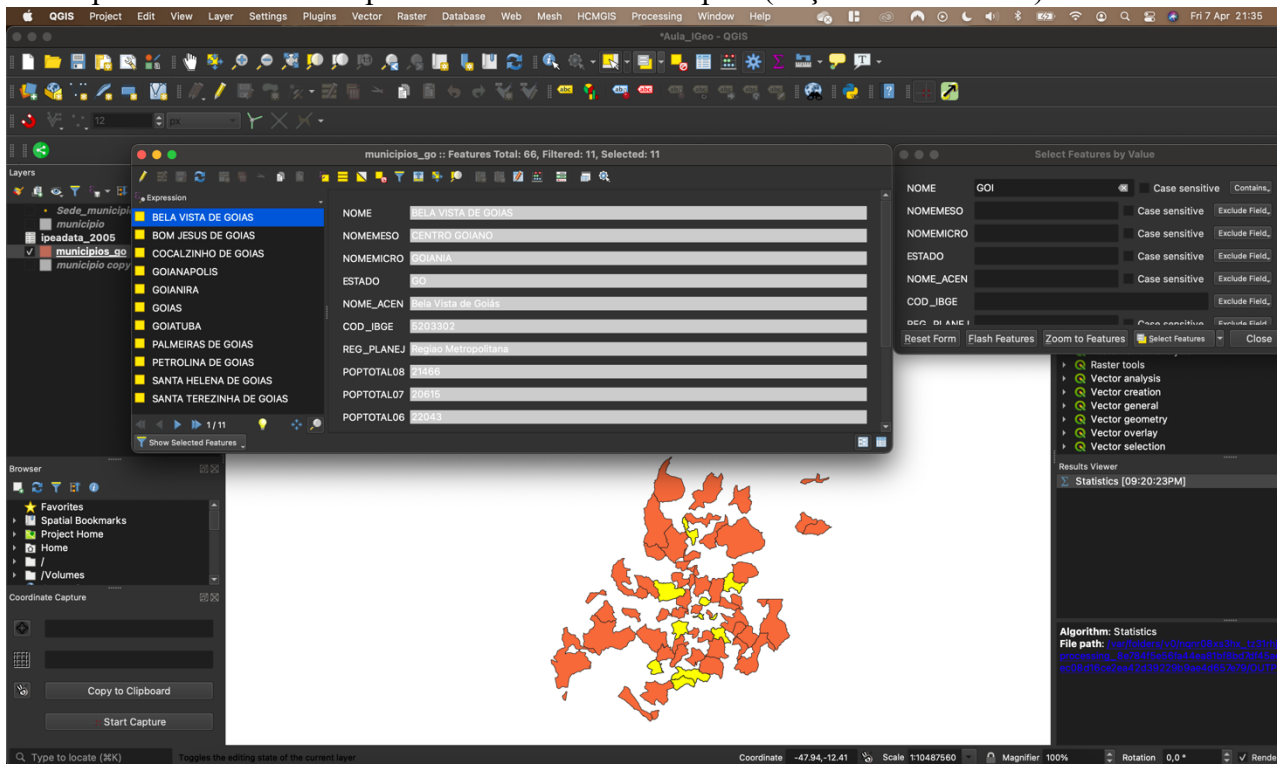 QGIS Project Edit View Layer Settings Plugins Vector Raster Database Web Mesh HCMGIS Processing Window Help Fri 7 Apr 21:35
*Aula_IGeo - QGIS
12 px
Layers
Sede_municipi
municipio
ipeadata_2005
municipios_go
municipio copy
municipios_go :: Features Total: 66, Filtered: 11, Selected: 11
Expression
BELA VISTA DE GOIAS
BOM JESUS DE GOIAS
COCALZINHO DE GOIAS
GOIANAPOLIS
GOIANIRA
GOIAS
GOIATUBA
PALMEIRAS DE GOIAS
PETROLINA DE GOIAS
SANTA HELENA DE GOIAS
SANTA TEREZINHA DE GOIAS
1/11
Show Selected Features
NOME BELA VISTA DE GOIAS
NOMEMESO CENTRO GOIANO
NOMEMICRO GOIANIA
ESTADO GO
NOME_ACEN Bela Vista de Goiás
COD_IBGE 5203302
REG_PLANEJ Regiao Metropolitana
POPTOTAL08 21466
POPTOTAL07 20615
POPTOTAL06 22043
Select Features by Value
NOME GOI Case sensitive Contains
NOMEMESO Case sensitive Exclude Field
NOMEMICRO Case sensitive Exclude Field
ESTADO Case sensitive Exclude Field
NOME_ACEN Case sensitive Exclude Field
COD_IBGE Exclude Field
REG_PLANEJ Case sensitive Exclude Field
Reset Form Flash Features Zoom to Features Select Features Close
Raster tools
Vector analysis
Vector creation
Vector general
Vector geometry
Vector overlay
Vector selection
Results Viewer
Statistics [09:20:23PM]
Algorithm: Statistics
File path:
Browser
Favorites
Spatial Bookmarks
Project Home
Home
/
/Volumes
Coordinate Capture
Copy to Clipboard
Start Capture
Type to locate (⌘K) Toggles the editing state of the current layer Coordinate -47.94,-12.41 Scale 1:10487560 Magnifier 100% Rotation 0,0 ° Rende